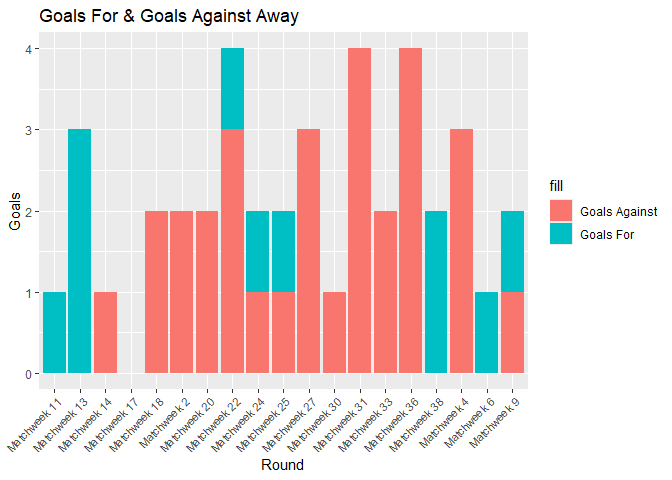 Goals For & Goals Against Away
4
3
2
1
0
Goals
Matchweek 11
Matchweek 13
Matchweek 14
Matchweek 17
Matchweek 18
Matchweek 2
Matchweek 20
Matchweek 22
Matchweek 24
Matchweek 25
Matchweek 27
Matchweek 30
Matchweek 31
Matchweek 33
Matchweek 36
Matchweek 38
Matchweek 4
Matchweek 6
Matchweek 9
Round
fill
Goals Against
Goals For